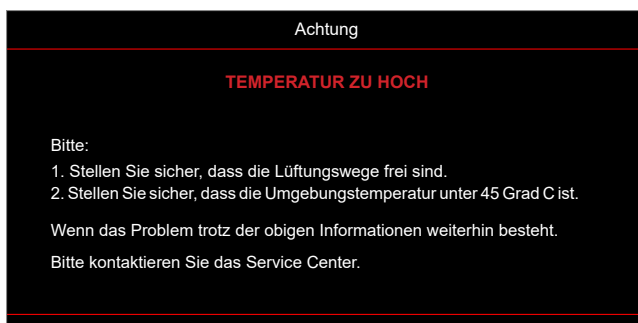 Achtung
TEMPERATUR ZU HOCH
Bitte:
1. Stellen Sie sicher, dass die Lüftungswege frei sind.
2. Stellen Sie sicher, dass die Umgebungstemperatur unter 45 Grad C ist.
Wenn das Problem trotz der obigen Informationen weiterhin besteht.
Bitte kontaktieren Sie das Service Center.